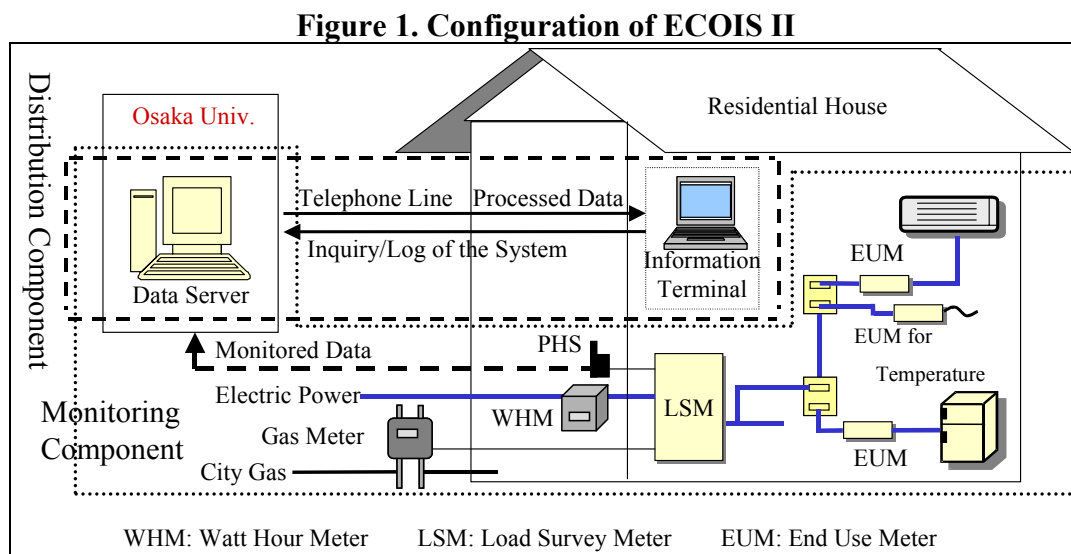 Figure 1. Configuration of ECOIS II
Distribution Component
Osaka Univ.
Residential House
Telephone Line Processed Data
Inquiry/Log of the System
Data Server
Information
Terminal
EUM
EUM for
Temperature
Monitored Data
PHS
Electric Power
WHM
LSM
Monitoring
Component
Gas Meter
City Gas
EUM
WHM: Watt Hour Meter LSM: Load Survey Meter EUM: End Use Meter